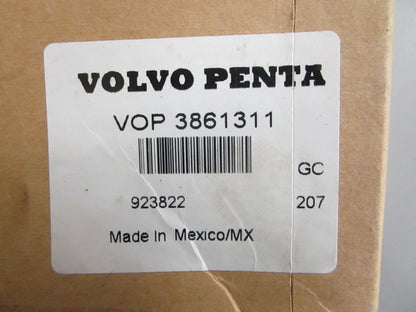 VOLVO PENTA
VOP 3861311
GC
923822 207
Made In Mexico/MX